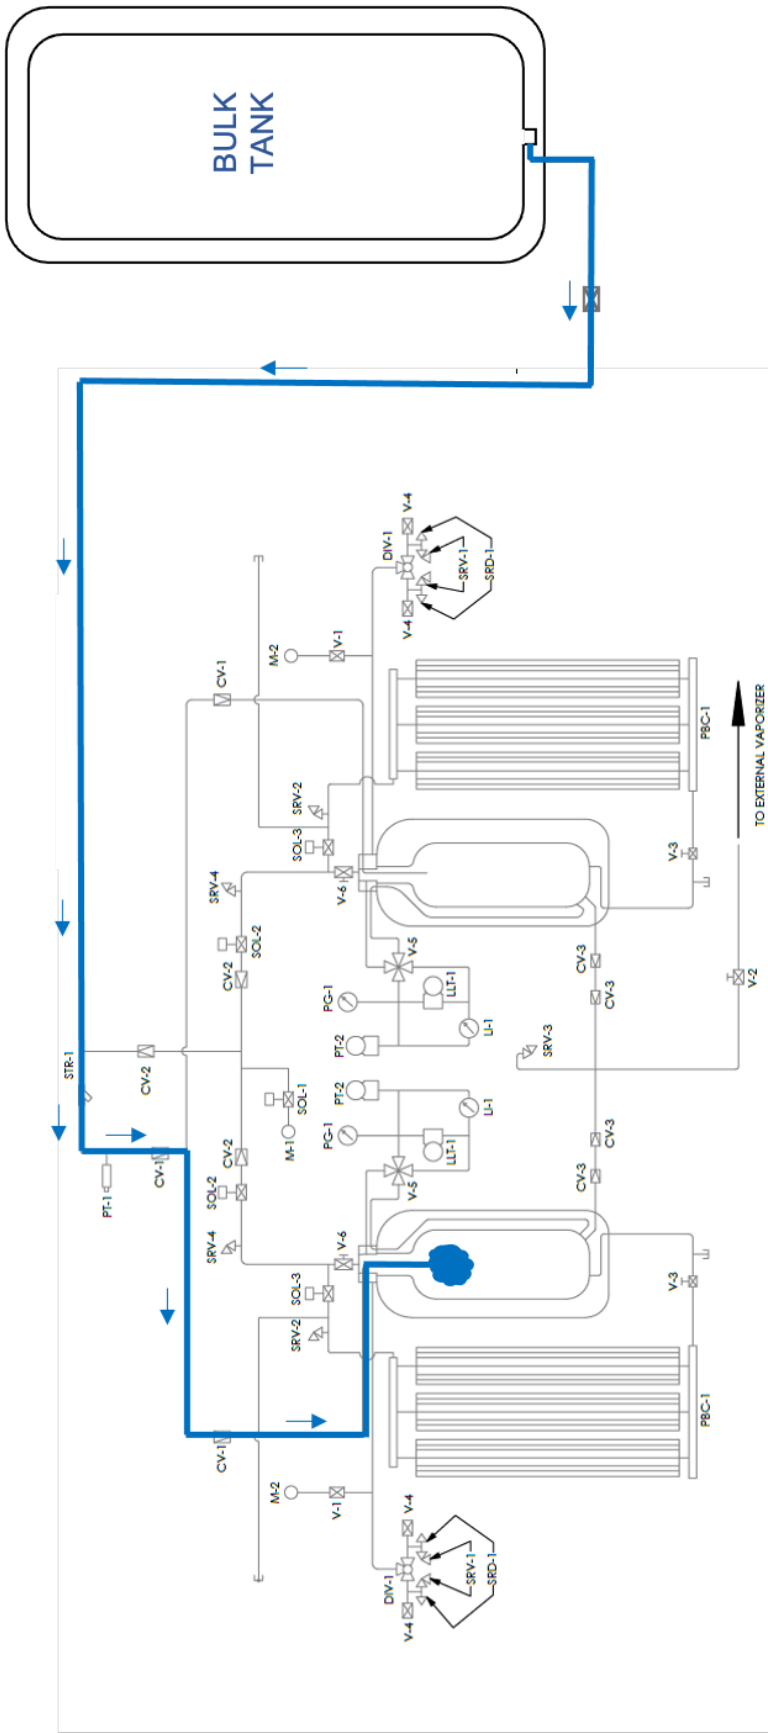 BULK
TANK
V-4
DIV-1
SRV-1
SRD-1
V-4
M-2
V-1
CV-1
SRV-2
SOL-3
PBC-1
TO EXTERNAL VAPORIZER
V-3
SRV-4
V-6
SOL-2
CV-2
V-5
PG-1
LLT-1
CV-3
CV-3
V-2
STR-1
CV-2
PT-2
LI-1
SRV-3
SOL-1
M-1
PT-2
LI-1
PG-1
LLT-1
CV-3
CV-3
CV-2
CV-1
PT-1
SOL-2
V-5
SRV-4
V-6
SOL-3
SRV-2
V-3
PBC-1
CV-1
M-2
V-1
V-4
DIV-1
SRV-1
SRD-1
V-4